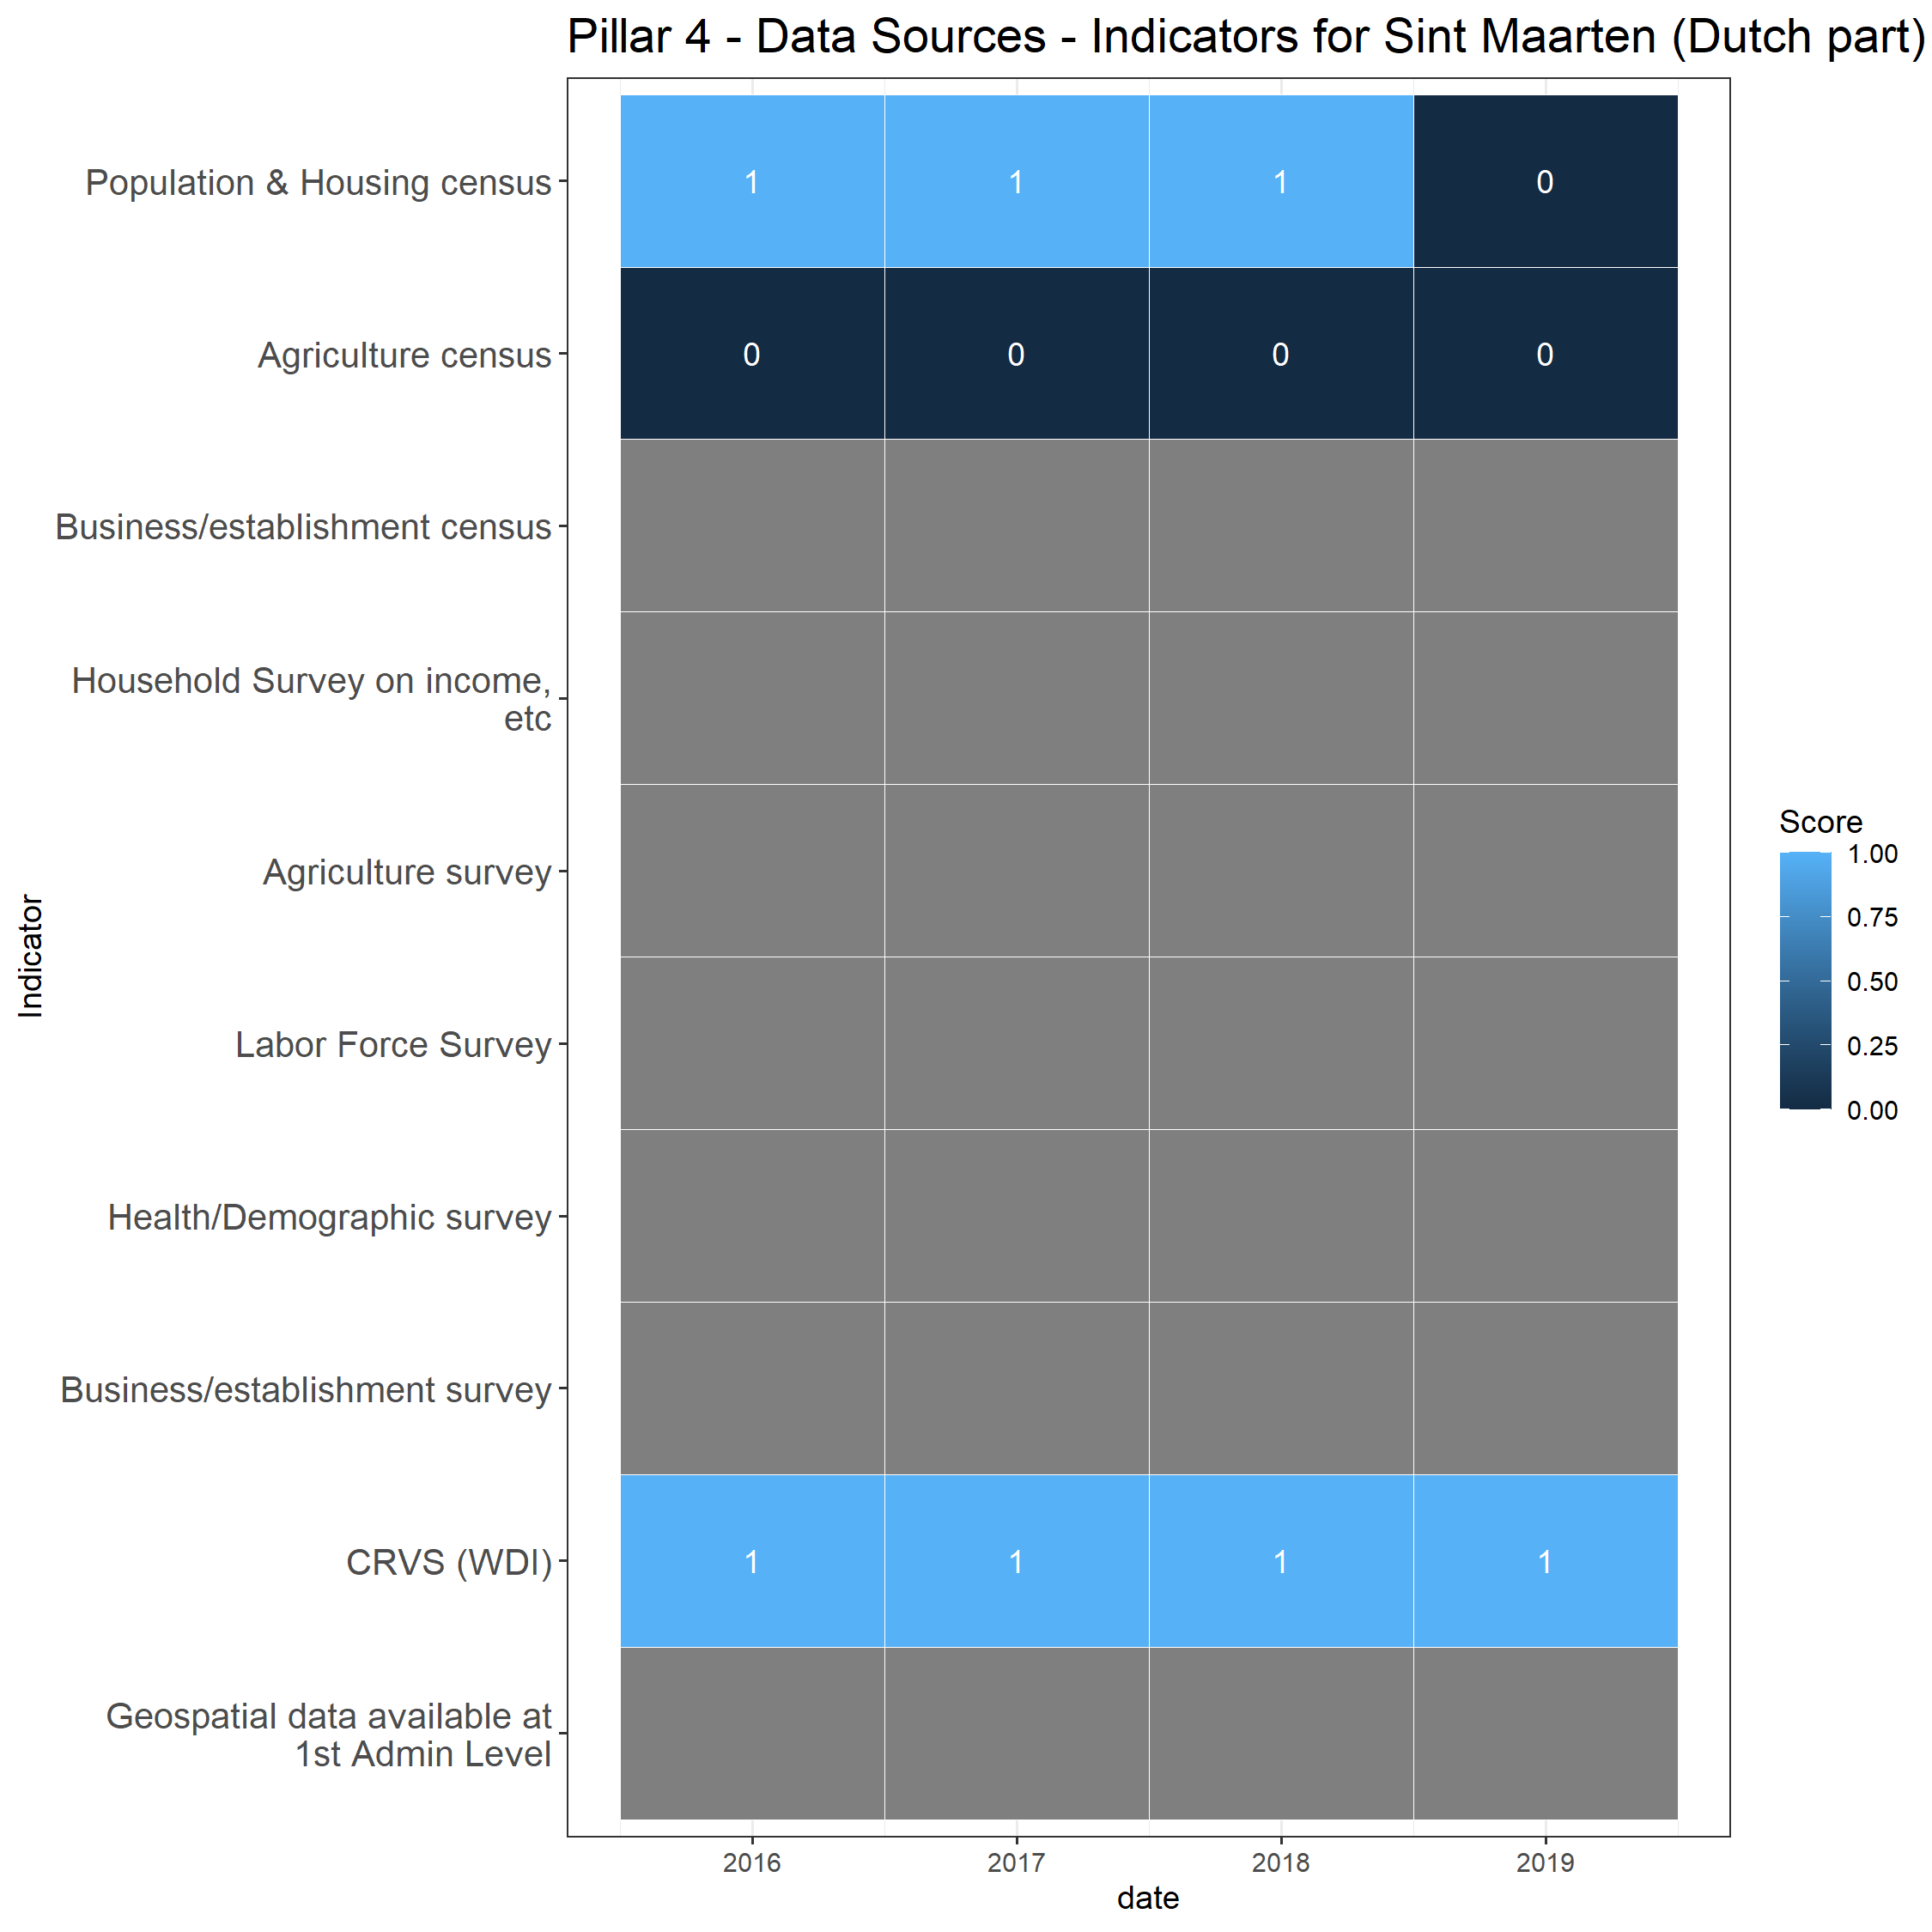 Pillar 4 - Data Sources - Indicators for Sint Maarten (Dutch part)
Population & Housing census
1 1 1 0
Agriculture census
0 0 0 0
Business/establishment census
Household Survey on income,
etc
Agriculture survey
Labor Force Survey
Health/Demographic survey
Business/establishment survey
CRVS (WDI)
1 1 1 1
Geospatial data available at
1st Admin Level
Indicator
2016 2017 2018 2019
date
Score
1.00
0.75
0.50
0.25
0.00